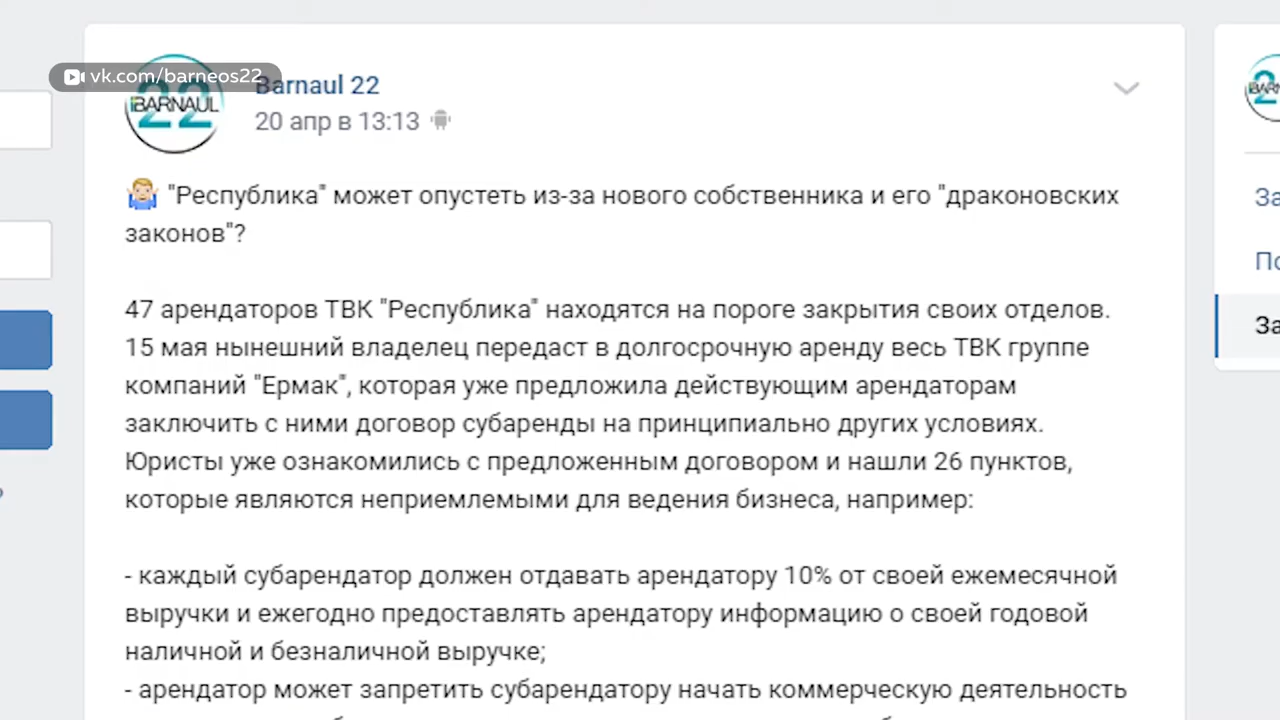 vk.com/barneos22
BARNAUL
22
Barnaul 22
20 апр в 13:13
"Республика" может опустеть из-за нового собственника и его "драконовских
законов"?
47 арендаторов ТВК "Республика" находятся на пороге закрытия своих отделов.
15 мая нынешний владелец передаст в долгосрочную аренду весь ТВК группе
компаний "Ермак", которая уже предложила действующим арендаторам
заключить с ними договор субаренды на принципиально других условиях.
Юристы уже ознакомились с предложенным договором и нашли 26 пунктов,
которые являются неприемлемыми для ведения бизнеса, например:
- каждый субарендатор должен отдавать арендатору 10% от своей ежемесячной
выручки и ежегодно предоставлять арендатору информацию о своей годовой
наличной и безналичной выручке;
- арендатор может запретить субарендатору начать коммерческую деятельность
За
По
За